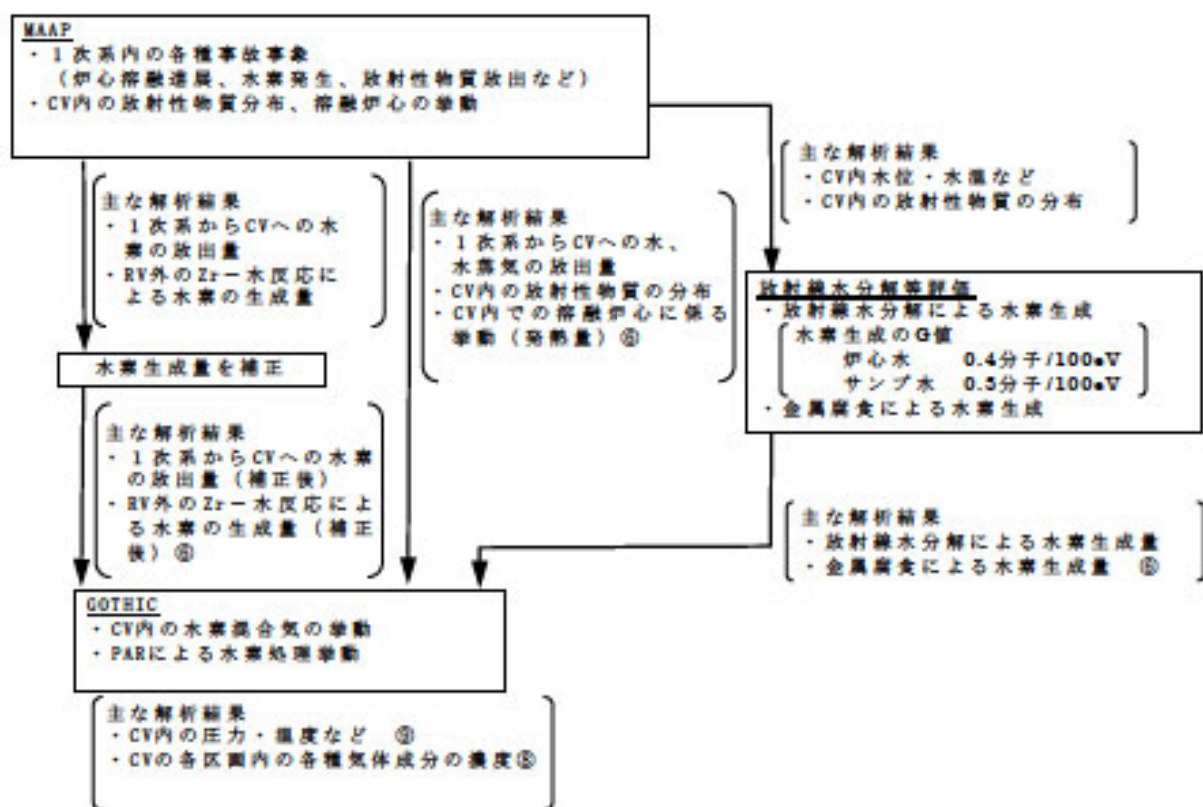 MAAP
・1次系内の各種事故事象
（炉心溶融進展、水素発生、放射性物質放出など）
・CV内の放射性物質分布、溶融炉心の挙動
主な解析結果
・1次系からCVへの水
素の放出量
・RV外のZr－水反応に
よる水素の生成量
主な解析結果
・1次系からCVへの水、
水蒸気の放出量
・CV内の放射性物質の分布
・CV内での溶融炉心に係る
挙動（発熱量）⑥
主な解析結果
・CV内水位・水温など
・CV内の放射性物質の分布
水素生成量を補正
放射線水分解等評価
・放射線水分解による水素生成
水素生成のG値
炉心水 0.4分子/100eV
サンプ水 0.3分子/100eV
・金属腐食による水素生成
主な解析結果
・1次系からCVへの水素
の放出量（補正後）
・RV外のZr－水反応によ
る水素の生成量（補正
後）⑥
主な解析結果
・放射線水分解による水素生成量
・金属腐食による水素生成量 ⑥
GOTHIC
・CV内の水素混合気の挙動
・PARによる水素処理挙動
主な解析結果
・CV内の圧力・温度など ⑨
・CVの各区画内の各種気体成分の濃度⑧